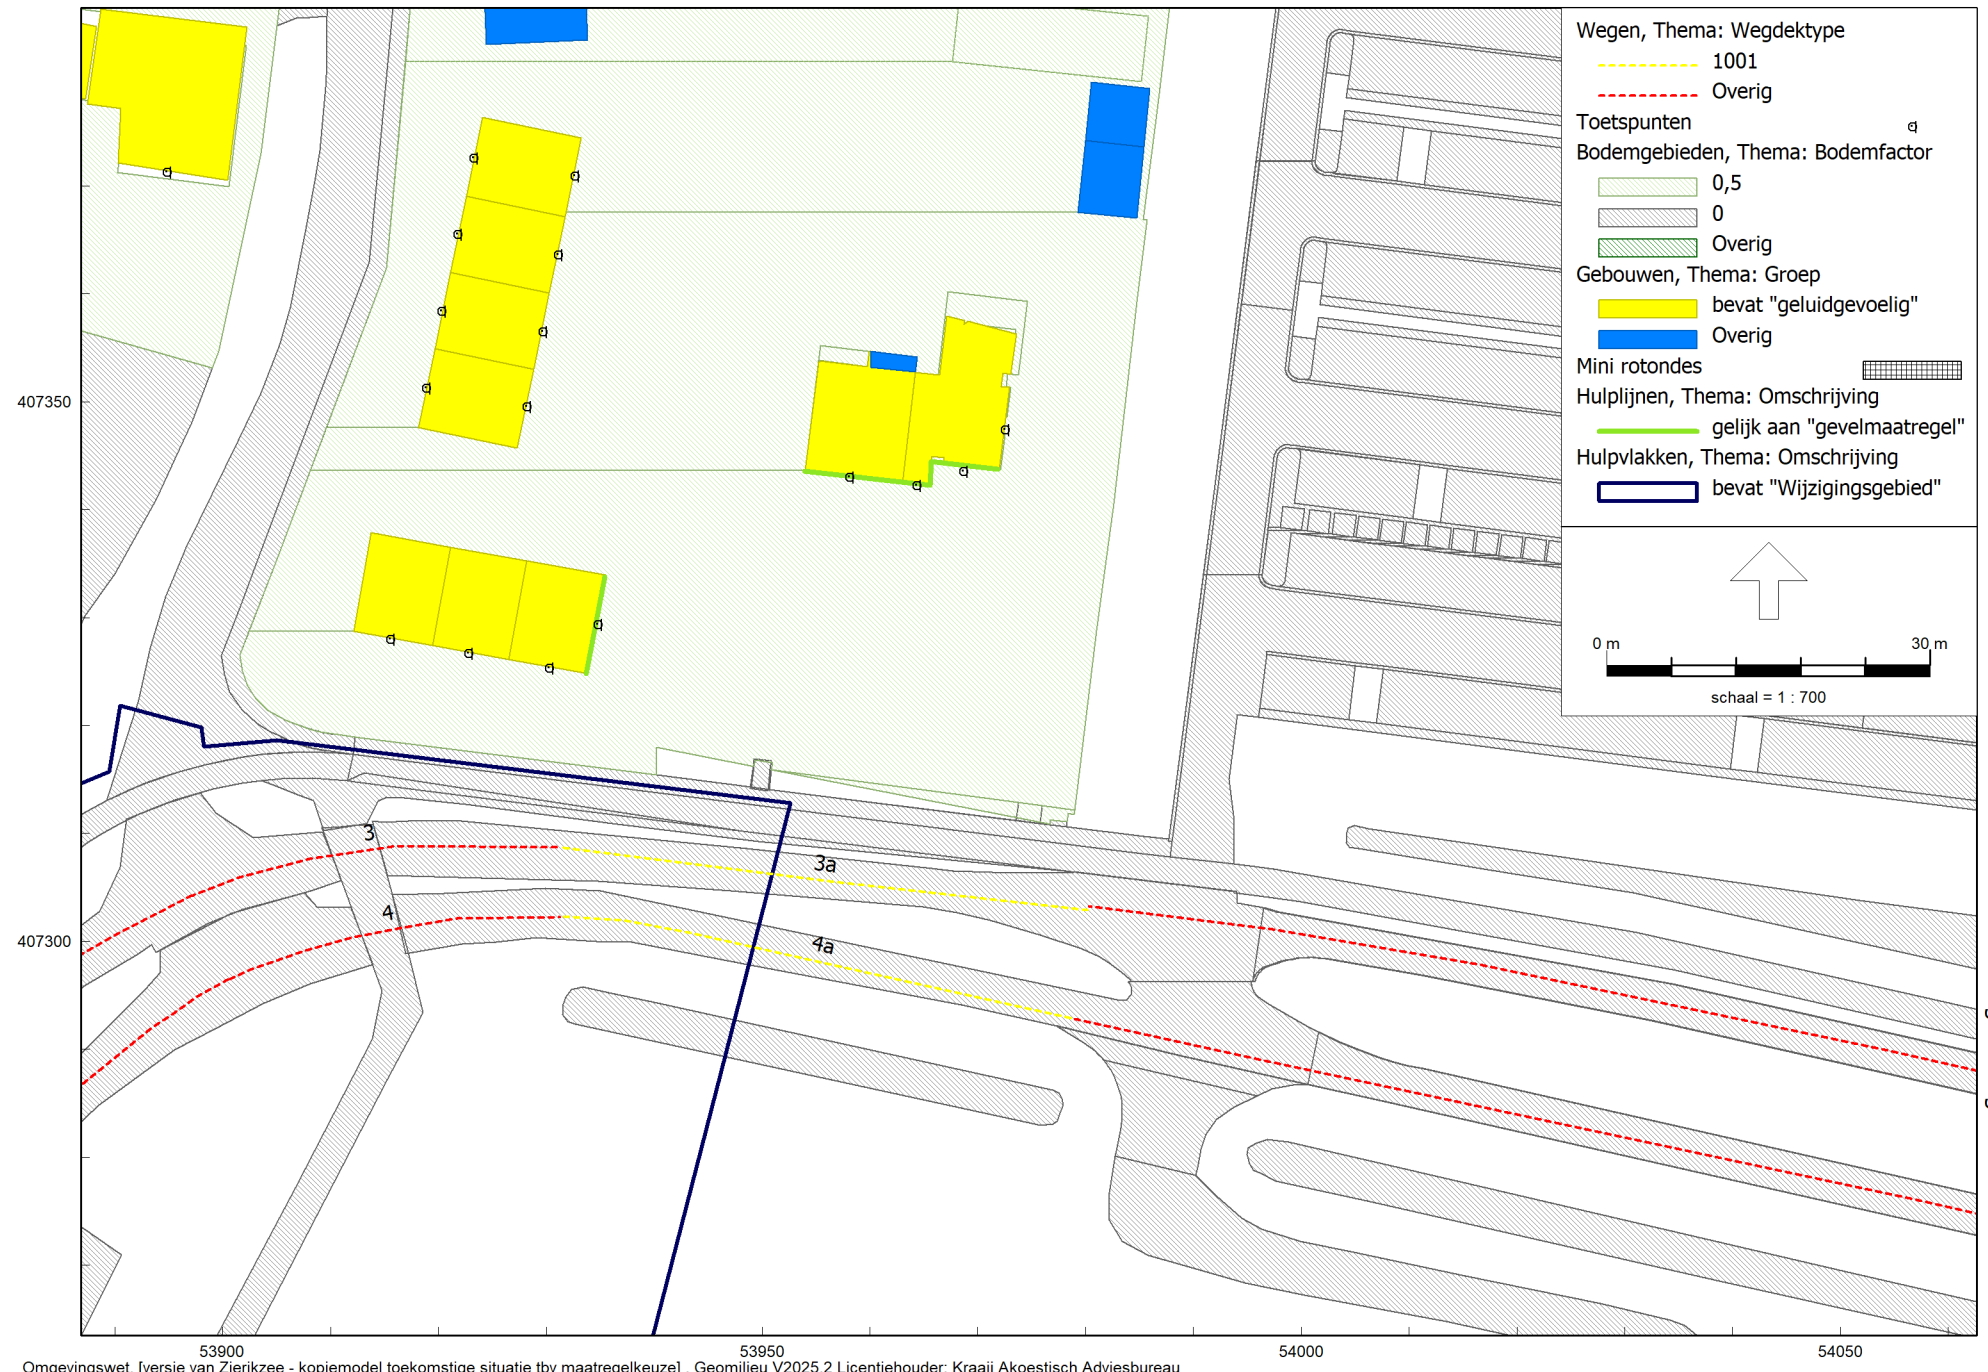 Wegen, Thema: Wegdektype
1001
Overig
Toetspunten
Bodemgebieden, Thema: Bodemfactor
0,5
0
Overig
Gebouwen, Thema: Groep
bevat "geluidgevoelig"
Overig
Mini rotondes
Hulplijnen, Thema: Omschrijving
gelijk aan "gevelmaatregel"
Hulpvlakken, Thema: Omschrijving
bevat "Wijzigingsgebied"
0 m 30 m
schaal = 1 : 700
407350
3
3a
4
4a
407300
53900 53950 54000 54050
Omgevingswet, [versie van Zierikzee - kopiemodel toekomstige situatie tbv maatregelkeuze] , Geomilieu V2025.2 Licentiehouder: Kraaij Akoestisch Adviesbureau